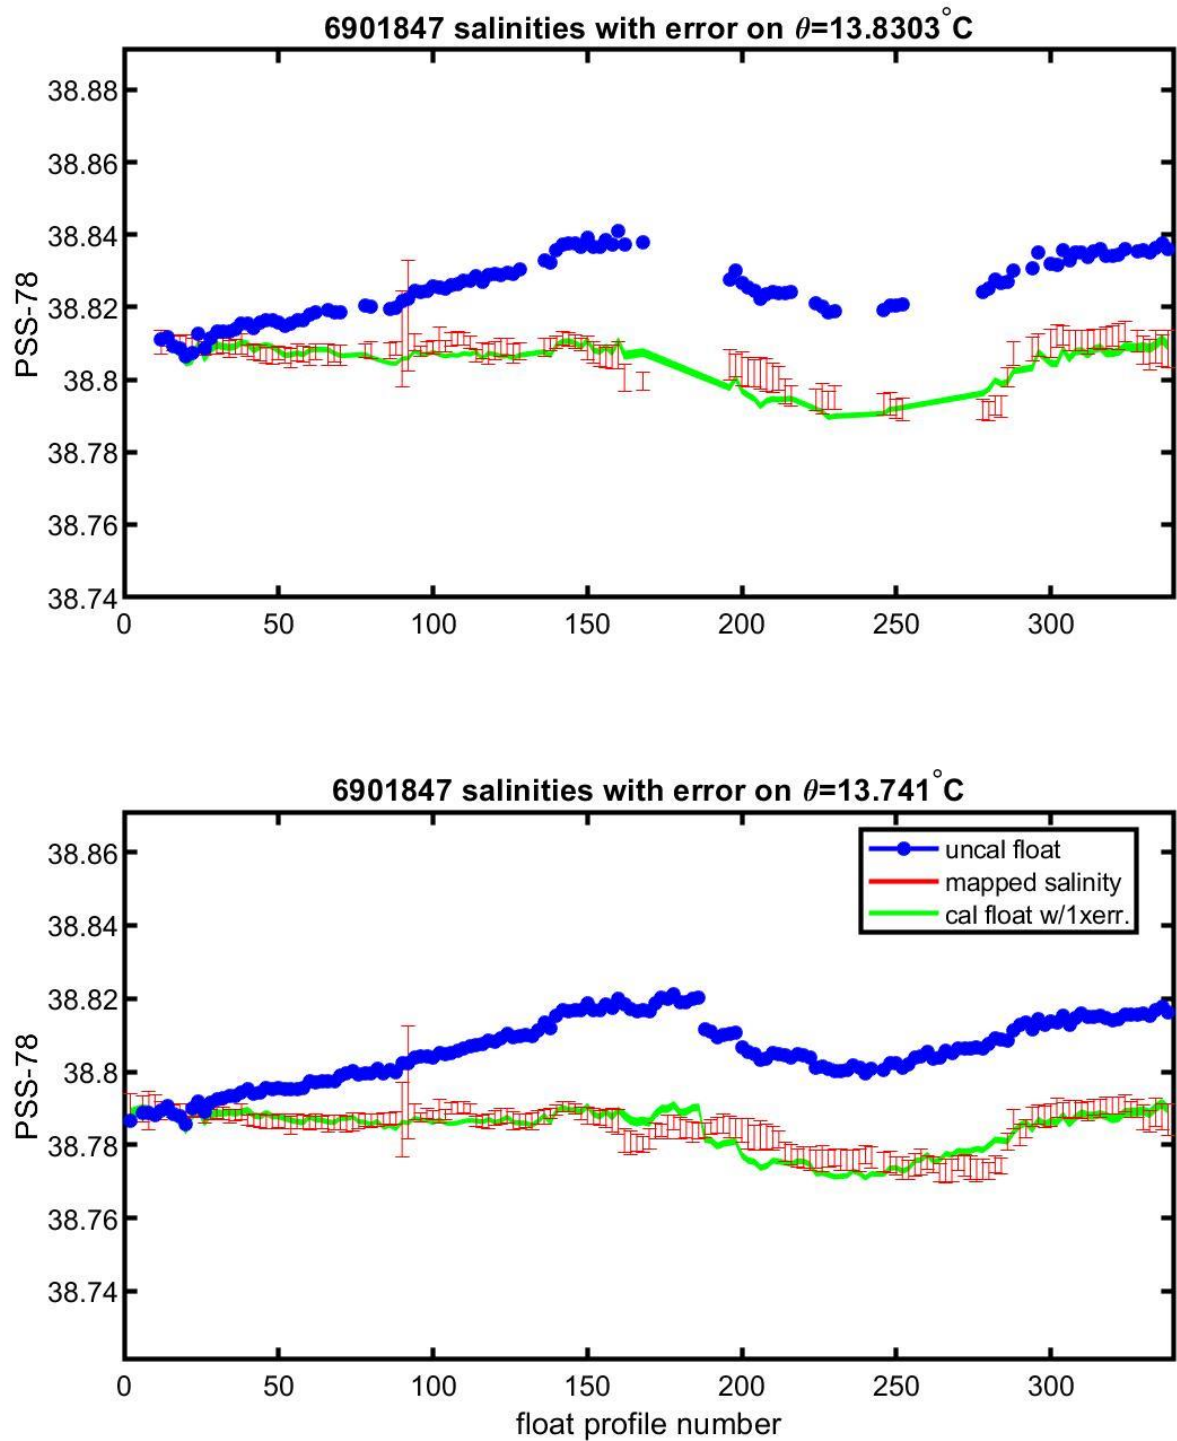 6901847 salinities with error on θ=13.8303°C
PSS-78
38.88
38.86
38.84
38.82
38.8
38.78
38.76
38.74
0 50 100 150 200 250 300
6901847 salinities with error on θ=13.741°C
PSS-78
38.86
38.84
38.82
38.8
38.78
38.76
38.74
uncal float
mapped salinity
cal float w/1xerr.
0 50 100 150 200 250 300
float profile number